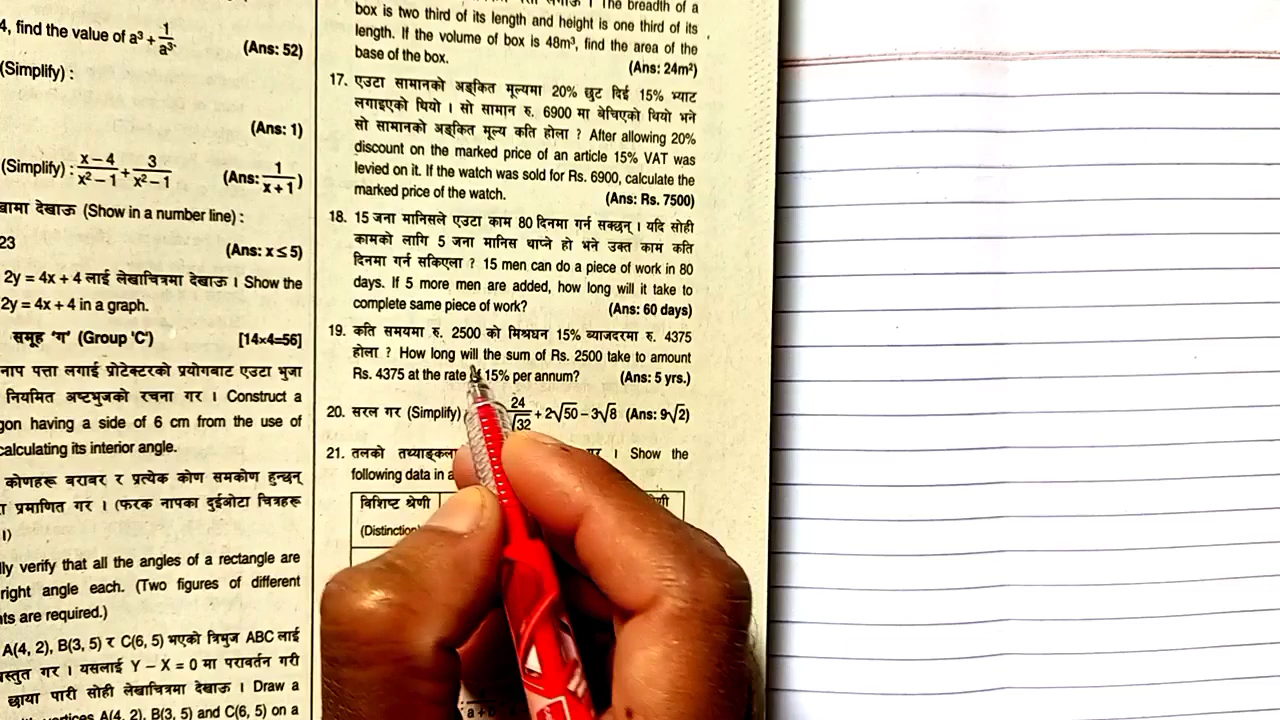 4, find the value of a³ + 1/a³. (Ans: 52)
(Simplify) :
(Ans: 1)
(Simplify) : x – 4/x² – 1 + 3/x² – 1 (Ans: 1/x + 1)
देखाऊ (Show in a number line) :
23 (Ans: x ≤ 5)
2y = 4x + 4 लाई लेखाचित्रमा देखाऊ । Show the
2y = 4x + 4 in a graph.
समूह ‘ग’ (Group ‘C’) [14×4=56]
नाप पत्ता लगाई प्रोटेक्टरको प्रयोगबाट एउटा भुजा
नियमित अष्टभुजको रचना गर । Construct a
gon having a side of 6 cm from the use of
calculating its interior angle.
कोणहरू बराबर र प्रत्येक कोण समकोण हुन्छन्
प्रमाणित गर । (फरक नापका दुईओटा चित्रहरू
।)
lly verify that all the angles of a rectangle are
right angle each. (Two figures of different
nts are required.)
A(4, 2), B(3, 5) र C(6, 5) भएको त्रिभुज ABC लाई
गर । यसलाई Y – X = 0 मा परावर्तन गरी
छाया पारी सोही लेखाचित्रमा देखाऊ । Draw a
vertices A(4, 2), B(3, 5) and C(6, 5) on a
The breadth of a
box is two third of its length and height is one third of its
length. If the volume of box is 48m³, find the area of the
base of the box. (Ans: 24m²)
17. एउटा सामानको अङ्कित मूल्यमा 20% छुट दिई 15% भ्याट
लगाइएको थियो । सो सामान रु. 6900 मा बेचिएको थियो भने
सो सामानको अङ्कित मूल्य कति होला ? After allowing 20%
discount on the marked price of an article 15% VAT was
levied on it. If the watch was sold for Rs. 6900, calculate the
marked price of the watch. (Ans: Rs. 7500)
18. 15 जना मानिसले एउटा काम 80 दिनमा गर्न सक्छन् । यदि सोही
कामको लागि 5 जना मानिस थाप्ने हो भने उक्त काम कति
दिनमा गर्न सकिएला ? 15 men can do a piece of work in 80
days. If 5 more men are added, how long will it take to
complete same piece of work? (Ans: 60 days)
19. कति समयमा रु. 2500 को मिश्रधन 15% ब्याजदरमा रु. 4375
होला ? How long will the sum of Rs. 2500 take to amount
Rs. 4375 at the rate 15% per annum? (Ans: 5 yrs.)
20. सरल गर (Simplify) 24/√32 + 2√50 – 3√8 (Ans: 9√2)
21. तलको तथ्याङ्कला गर । Show the
following data in a
विशिष्ट श्रेणी
(Distinction